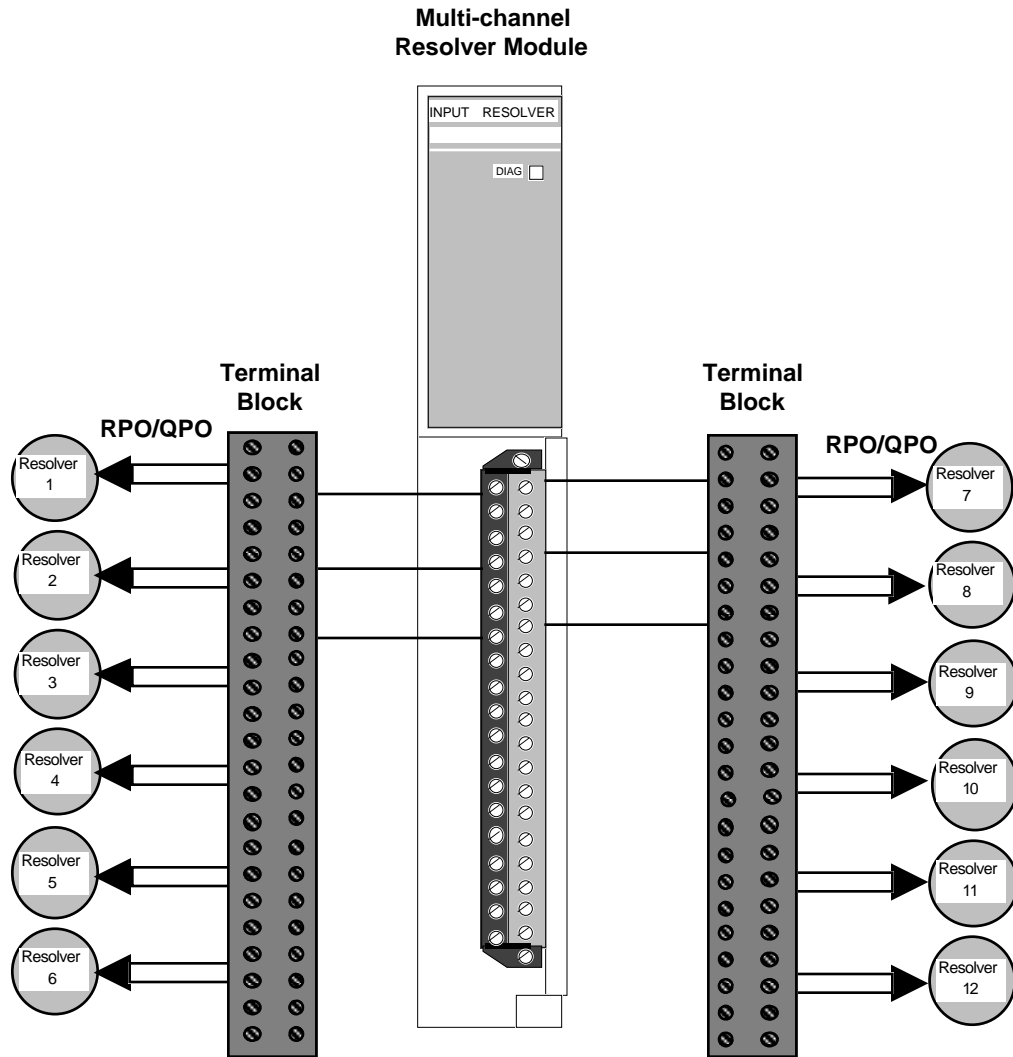 Multi-channel
Resolver Module
INPUT RESOLVER
DIAG
Terminal
Block
Terminal
Block
RPO/QPO
RPO/QPO
Resolver
1
Resolver
2
Resolver
3
Resolver
4
Resolver
5
Resolver
6
Resolver
7
Resolver
8
Resolver
9
Resolver
10
Resolver
11
Resolver
12